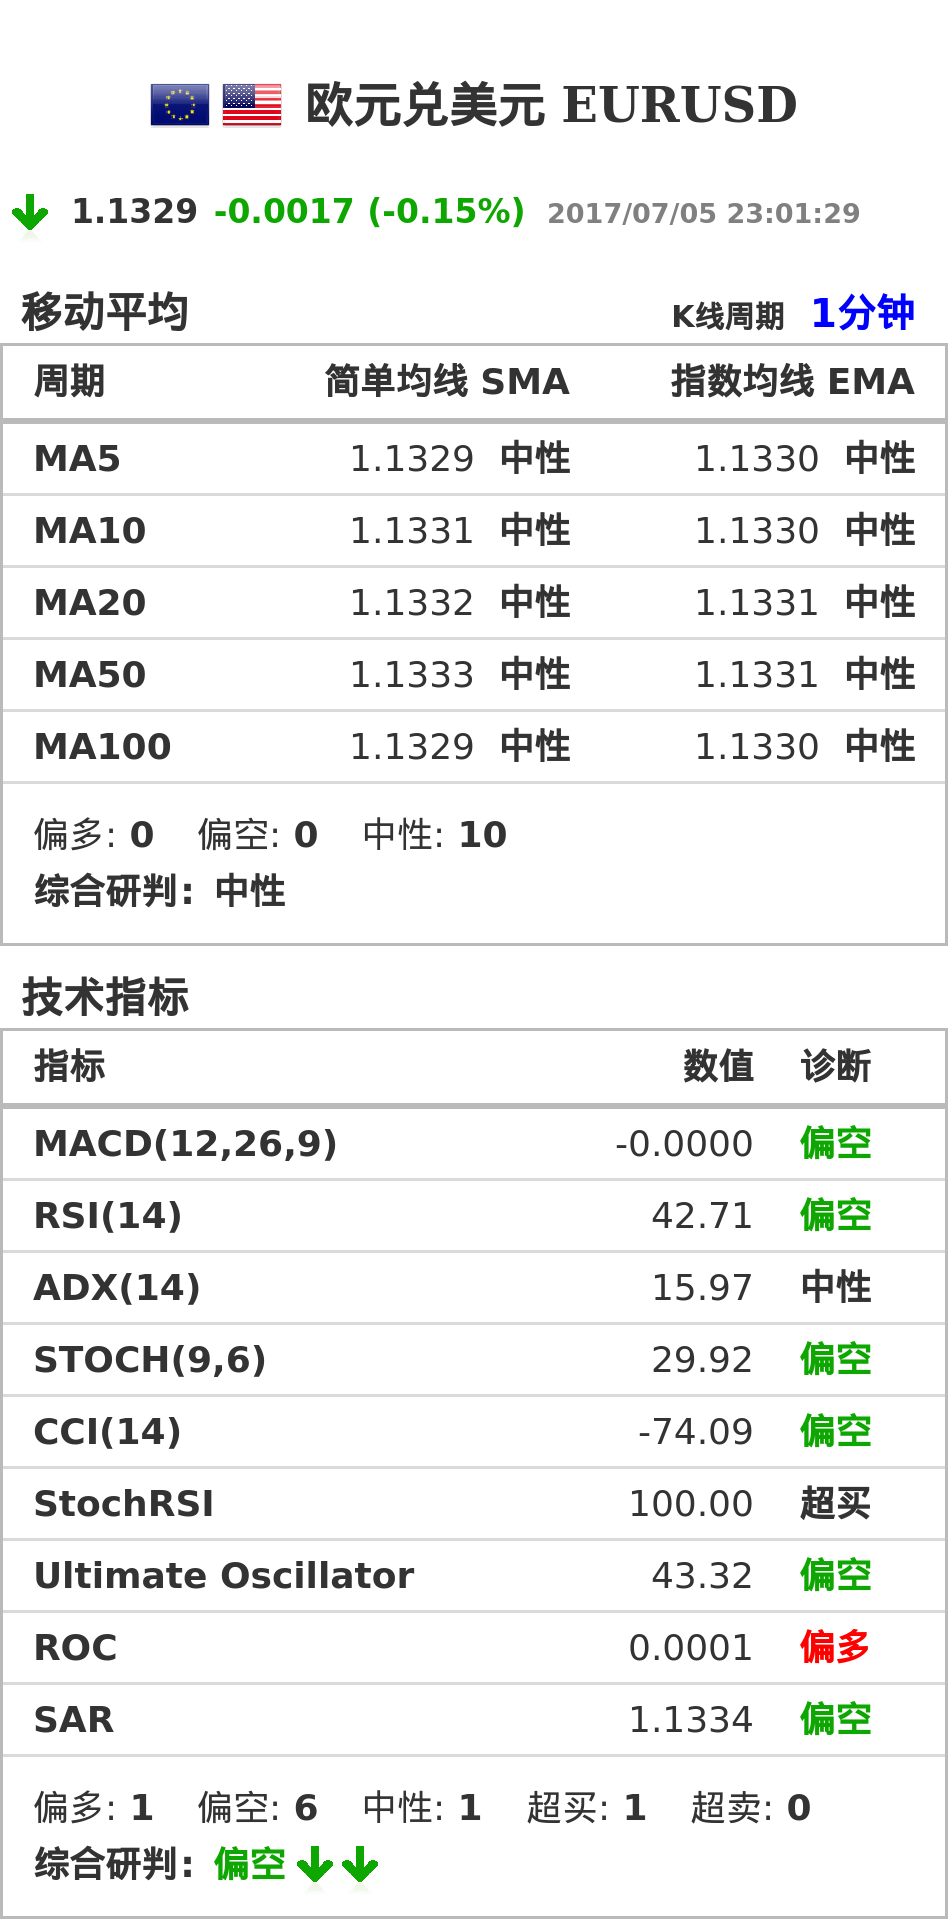 欧元兑美元 EURUSD
1.1329 -0.0017 (-0.15%) 2017/07/05 23:01:29
移动平均 K线周期 1分钟
周期 简单均线 SMA 指数均线 EMA
MA5 1.1329 中性 1.1330 中性
MA10 1.1331 中性 1.1330 中性
MA20 1.1332 中性 1.1331 中性
MA50 1.1333 中性 1.1331 中性
MA100 1.1329 中性 1.1330 中性
偏多: 0 偏空: 0 中性: 10
综合研判: 中性
技术指标
指标 数值 诊断
MACD(12,26,9) -0.0000 偏空
RSI(14) 42.71 偏空
ADX(14) 15.97 中性
STOCH(9,6) 29.92 偏空
CCI(14) -74.09 偏空
StochRSI 100.00 超买
Ultimate Oscillator 43.32 偏空
ROC 0.0001 偏多
SAR 1.1334 偏空
偏多: 1 偏空: 6 中性: 1 超买: 1 超卖: 0
综合研判: 偏空